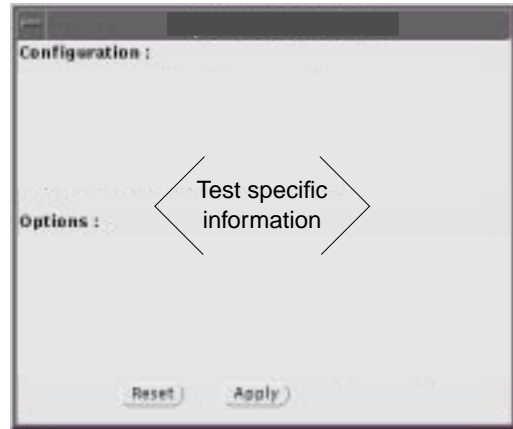 Configuration :
Test specific
information
Options :
Reset Apply